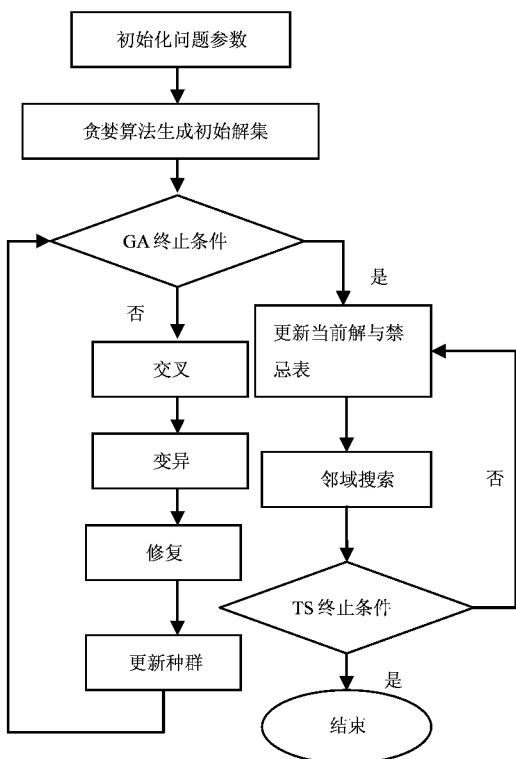 初始化问题参数
贪婪算法生成初始解集
GA 终止条件
否
交叉
变异
修复
更新种群
是
更新当前解与禁
忌表
邻域搜索
否
TS 终止条件
是
结束